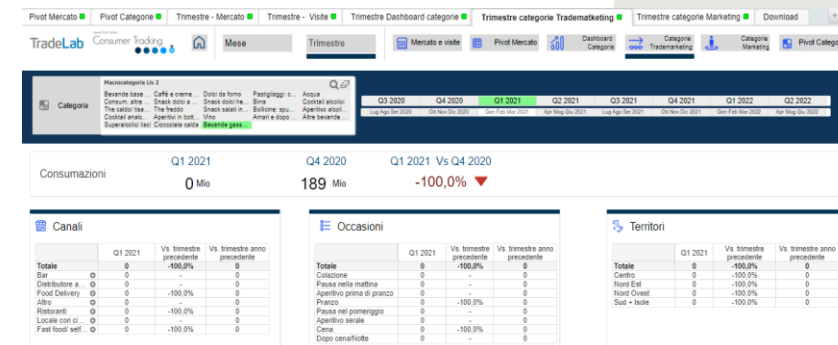 Pivot Mercato Pivot Categorie Trimestre - Mercato Trimestre - Visite Trimestre Dashboard categorie Trimestre categorie Tradematketing Trimestre categorie Marketing Download
TradeLab Consumer Tracking Mese Trimestre Mercato e visite Pivot Mercato Dashboard Categorie Categorie Trademarketing Categorie Marketing Pivot Catego
Categoria
Macrocategoria Liv 2
Bevande base ... Caffè e creme ... Dolci da forno Pastigliaggi: c... Acqua
Consum. altre ... Snack dolci a ... Snack dolci he... Birra Cocktail alcolici
The caldo/ tisa... The freddo Snack salati in... Bollicine: spu... Aperitivo alcoli...
Cocktail analc... Aperitivi in bott... Vino Amari e dopo ... Altre bevande ...
Superalcolici lisci Cioccolata calda Bevande gass...
Q3 2020 Q4 2020 Q1 2021 Q2 2021 Q3 2021 Q4 2021 Q1 2022 Q2 2022
Lug Ago Set 2020 Ott Nov Dic 2020 Gen Feb Mar 2021 Apr Mag Giu 2021 Lug Ago Set 2021 Ott Nov Dic 2021 Gen Feb Mar 2022 Apr Mag Giu 2022
Consumazioni
Q1 2021 Q4 2020 Q1 2021 Vs Q4 2020
0 Mio 189 Mio -100,0%
Canali
Q1 2021 Vs. trimestre precedente Vs. trimestre anno precedente
Totale 0 -100,0% 0
Bar 0 - 0
Distributore a... 0 - 0
Food Delivery 0 -100,0% 0
Altro 0 - 0
Ristoranti 0 -100,0% 0
Locale con ci... 0 - 0
Fast food/ self... 0 -100,0% 0
Occasioni
Q1 2021 Vs. trimestre precedente Vs. trimestre anno precedente
Totale 0 -100,0% 0
Colazione 0 - 0
Pausa nella mattina 0 - 0
Aperitivo prima di pranzo 0 - 0
Pranzo 0 -100,0% 0
Pausa nel pomeriggio 0 - 0
Aperitivo serale 0 - 0
Cena 0 -100,0% 0
Dopo cena/Notte 0 - 0
Territori
Q1 2021 Vs. trimestre precedente Vs. trimestre anno precedente
Totale 0 -100,0% 0
Centro 0 -100,0% 0
Nord Est 0 -100,0% 0
Nord Ovest 0 -100,0% 0
Sud + Isole 0 -100,0% 0